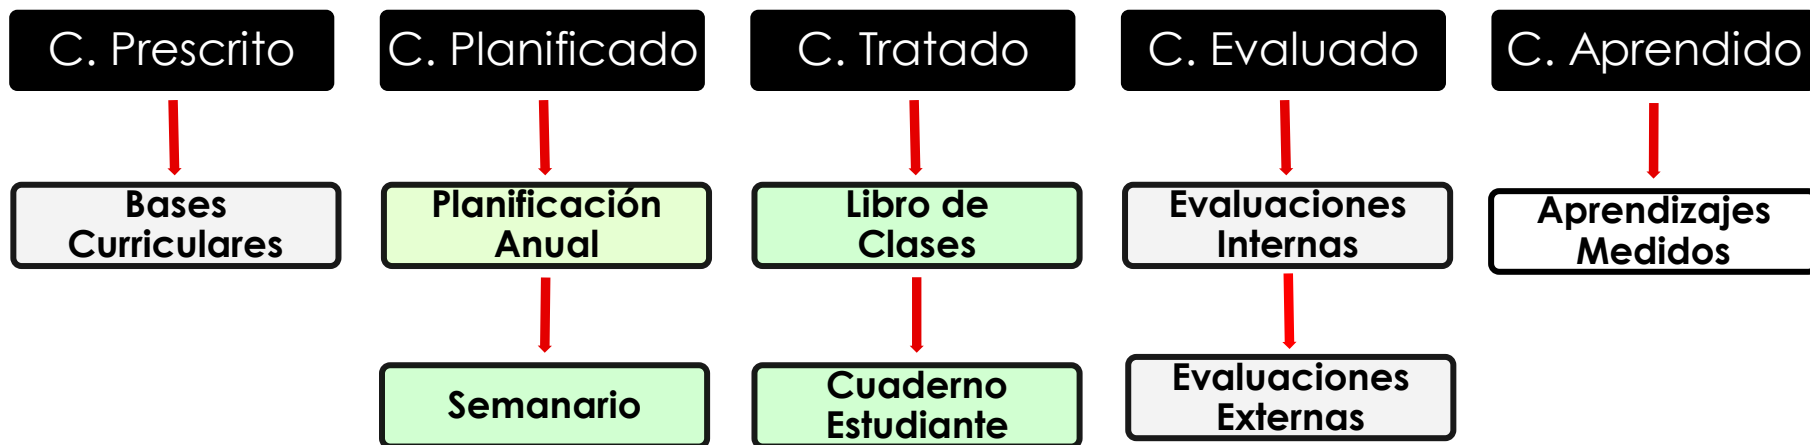 C. Prescrito
C. Planificado
C. Tratado
C. Evaluado
C. Aprendido
Bases
Curriculares
Planificación
Anual
Libro de
Clases
Evaluaciones
Internas
Aprendizajes
Medidos
Semanario
Cuaderno
Estudiante
Evaluaciones
Externas